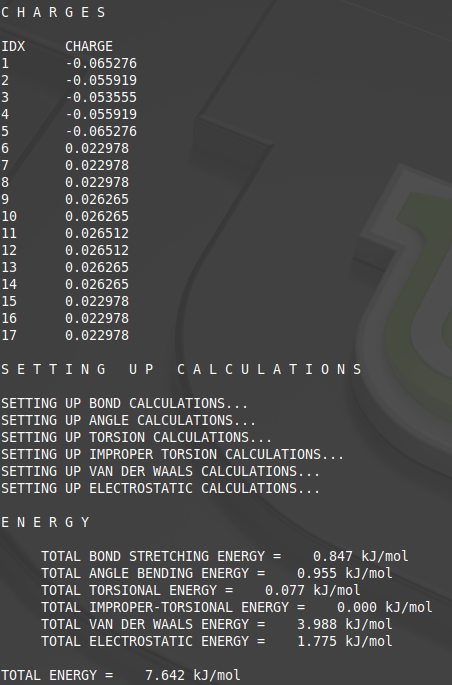 C H A R G E S
IDX CHARGE
1 -0.065276
2 -0.055919
3 -0.053555
4 -0.055919
5 -0.065276
6 0.022978
7 0.022978
8 0.022978
9 0.026265
10 0.026265
11 0.026512
12 0.026512
13 0.026265
14 0.026265
15 0.022978
16 0.022978
17 0.022978
S E T T I N G   U P   C A L C U L A T I O N S
SETTING UP BOND CALCULATIONS...
SETTING UP ANGLE CALCULATIONS...
SETTING UP TORSION CALCULATIONS...
SETTING UP IMPROPER TORSION CALCULATIONS...
SETTING UP VAN DER WAALS CALCULATIONS...
SETTING UP ELECTROSTATIC CALCULATIONS...
E N E R G Y
TOTAL BOND STRETCHING ENERGY = 0.847 kJ/mol
TOTAL ANGLE BENDING ENERGY = 0.955 kJ/mol
TOTAL TORSIONAL ENERGY = 0.077 kJ/mol
TOTAL IMPROPER-TORSIONAL ENERGY = 0.000 kJ/mol
TOTAL VAN DER WAALS ENERGY = 3.988 kJ/mol
TOTAL ELECTROSTATIC ENERGY = 1.775 kJ/mol
TOTAL ENERGY = 7.642 kJ/mol